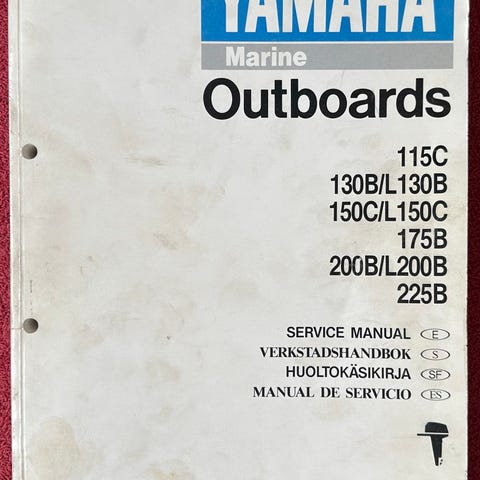 YAMAHA
Marine
Outboards
115C
130B/L130B
150C/L150C
175B
200B/L200B
225B
SERVICE MANUAL E
VERKSTADSHANDBOK S
HUOLTOKÄSIKIRJA SF
MANUAL DE SERVICIO ES